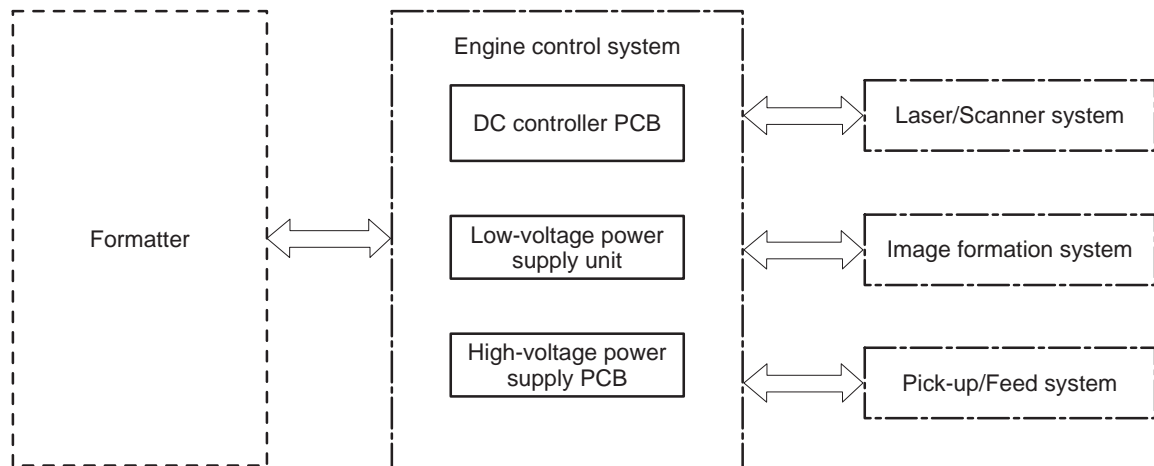 Engine control system
DC controller PCB
Laser/Scanner system
Formatter
Low-voltage power
supply unit
Image formation system
High-voltage power
supply PCB
Pick-up/Feed system